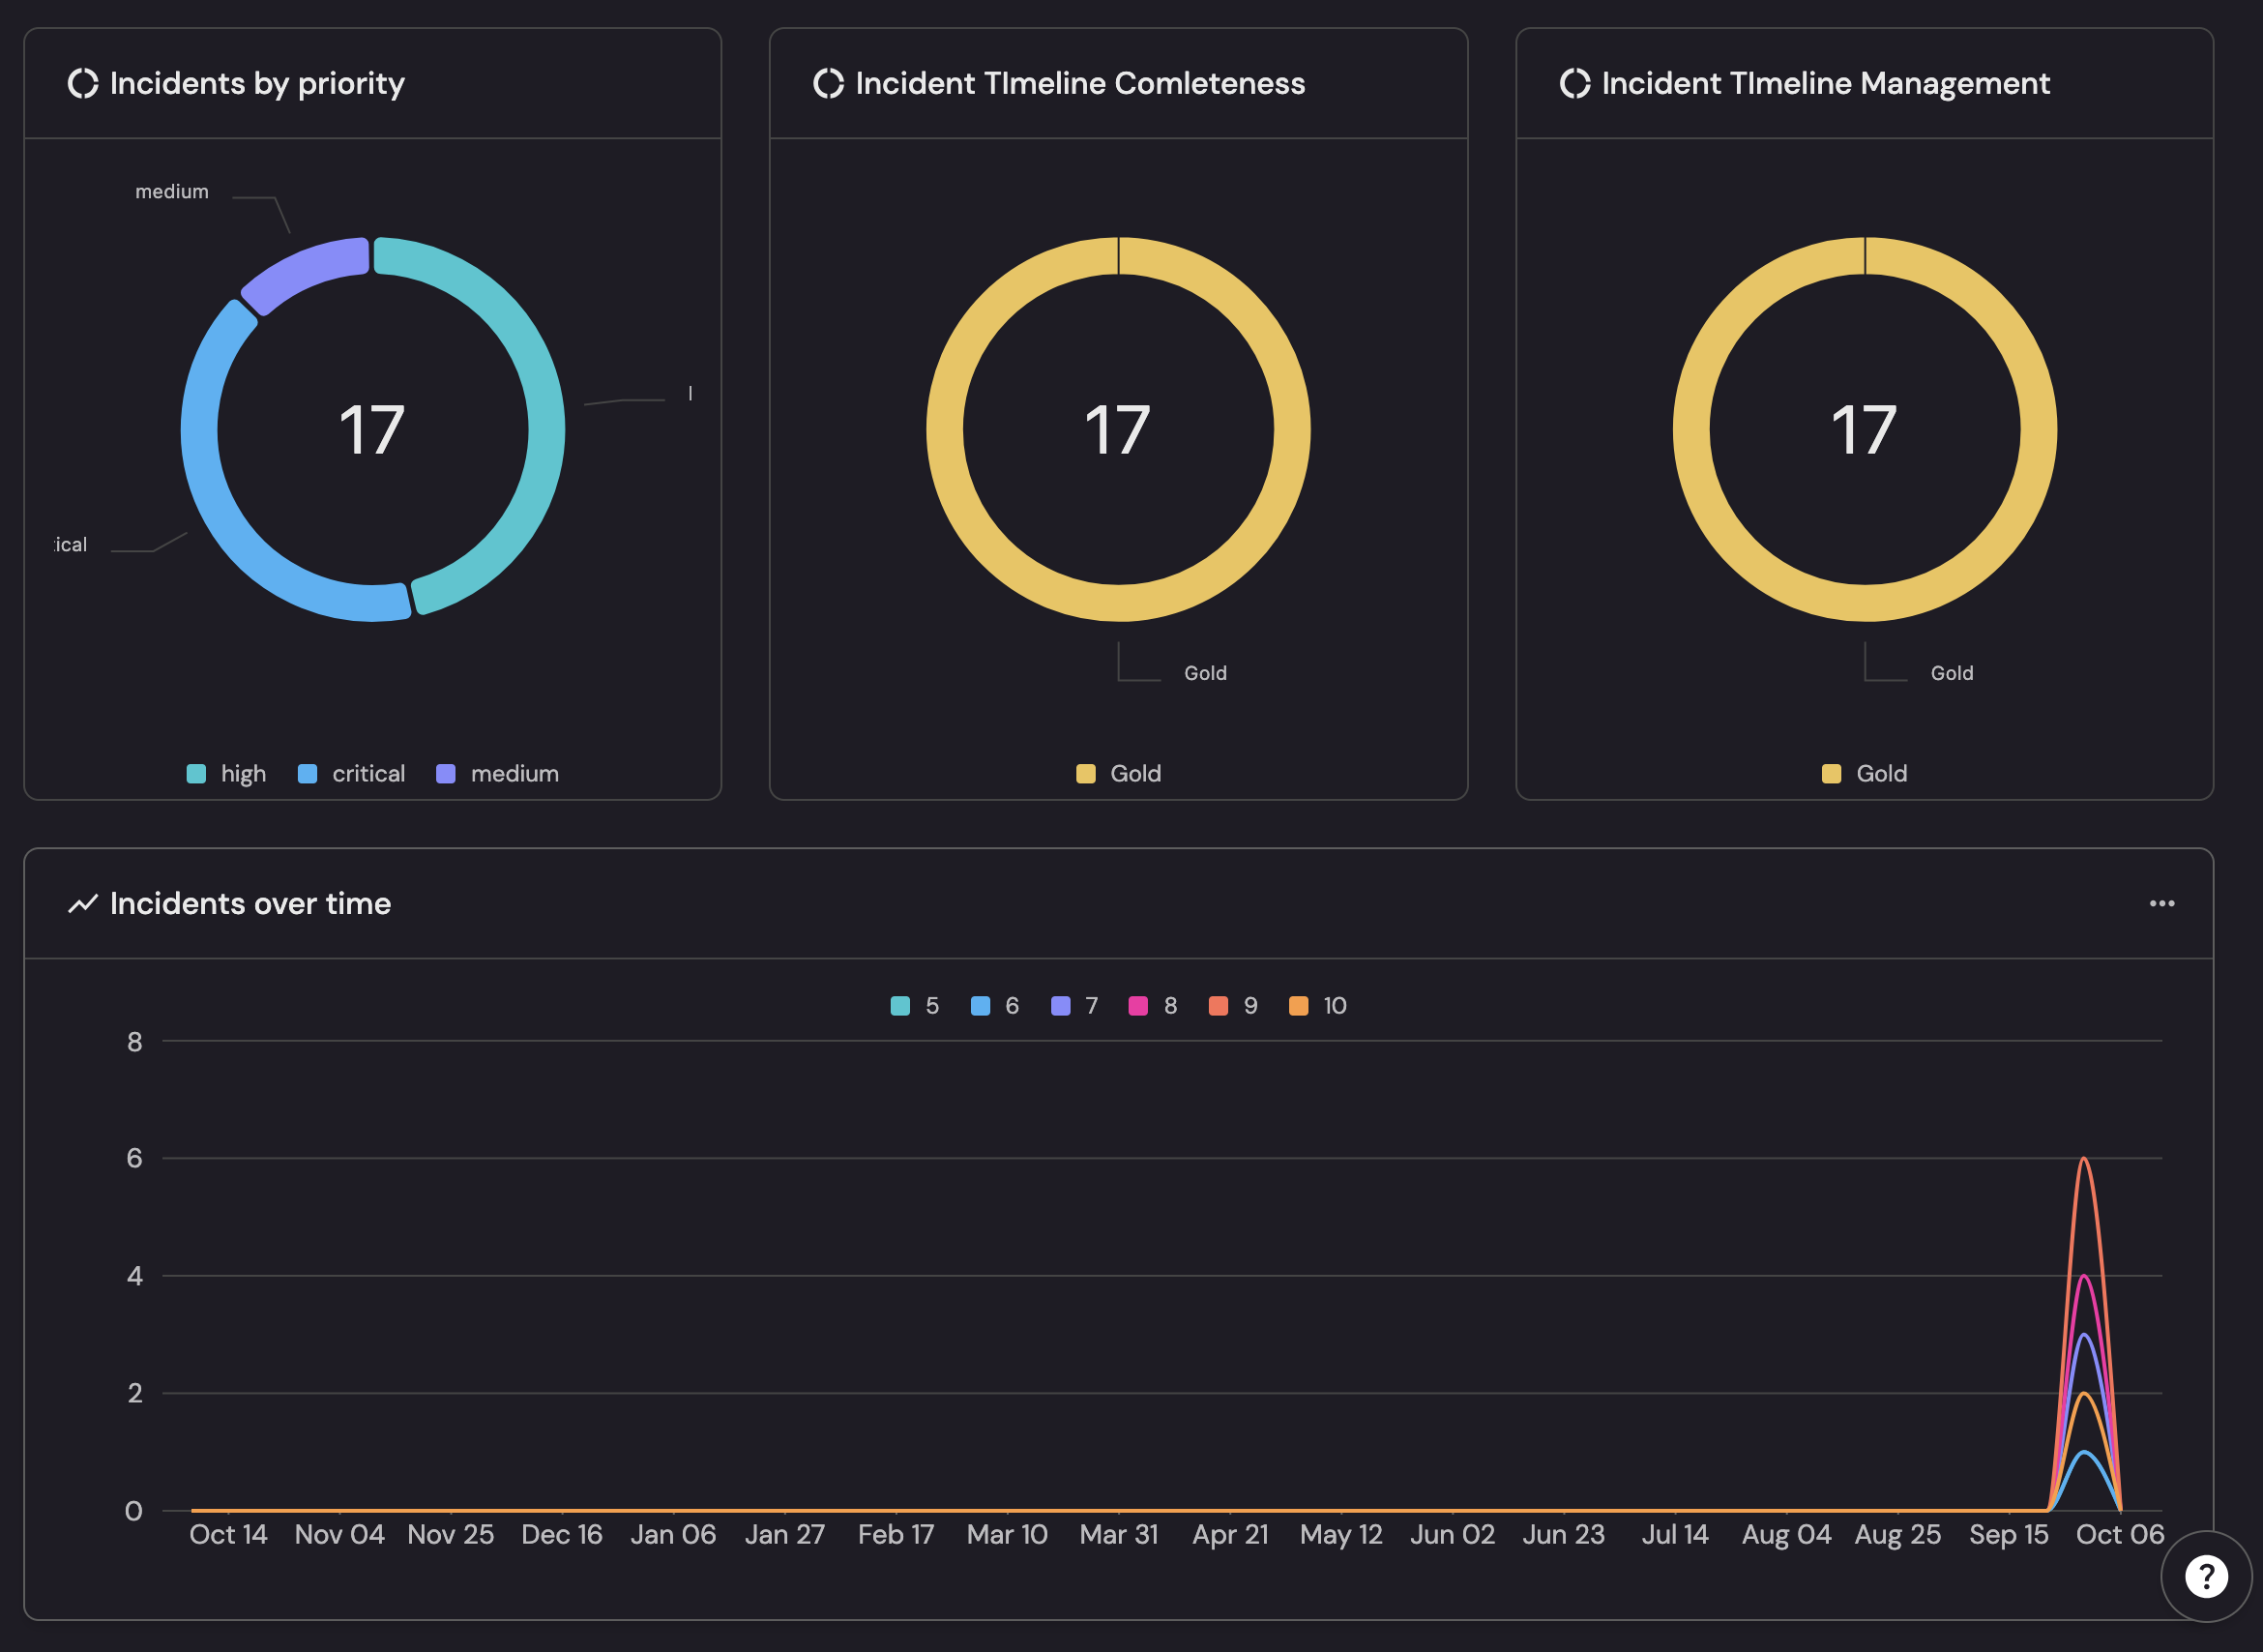 Incidents by priority
Incident TImeline Comleteness
Incident TImeline Management
medium
17
ical
high critical medium
17
Gold
Gold
17
Gold
Gold
Incidents over time
5 6 7 8 9 10
8
6
4
2
0
Oct 14 Nov 04 Nov 25 Dec 16 Jan 06 Jan 27 Feb 17 Mar 10 Mar 31 Apr 21 May 12 Jun 02 Jun 23 Jul 14 Aug 04 Aug 25 Sep 15 Oct 06
?